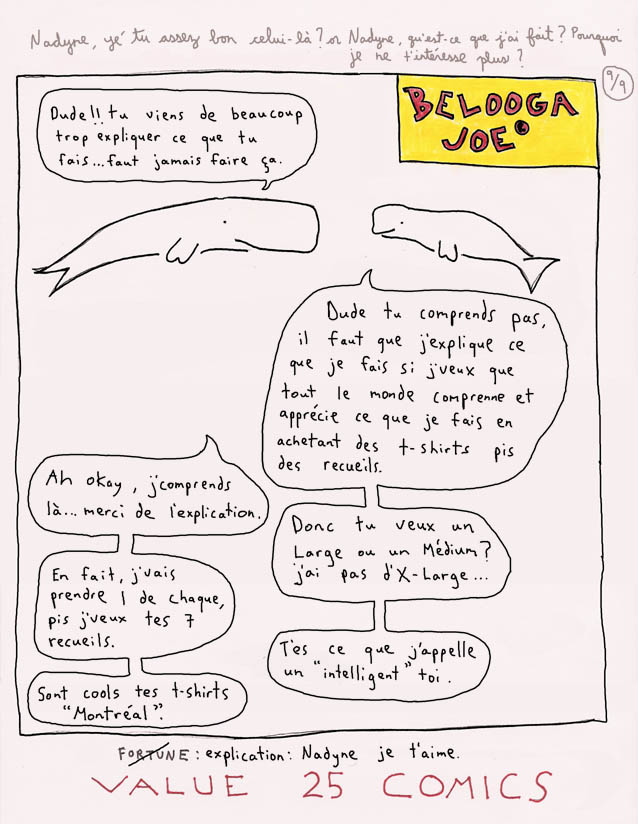 Nadyne, yé tu assez bon celui-là? or Nadyne, qu'est-ce que j'ai fait? Pourquoi
je ne t'intéresse plus?
9/9
BELOOGA
JOE
Dude!! tu viens de beaucoup
trop expliquer ce que tu
fais...faut jamais faire ça.
Dude tu comprends pas,
il faut que j'explique ce
que je fais si j'veux que
tout le monde comprenne et
apprécie ce que je fais en
achetant des t-shirts pis
des recueils.
Ah okay, j'comprends
là... merci de l'explication.
Donc tu veux un
Large ou un Médium?
j'ai pas d'X-Large...
En fait, j'vais
prendre 1 de chaque,
pis j'veux tes 7
recueils.
T'es ce que j'appelle
un "intelligent" toi.
Sont cools tes t-shirts
"Montréal".
FORTUNE: explication: Nadyne je t'aime.
VALUE 25 COMICS